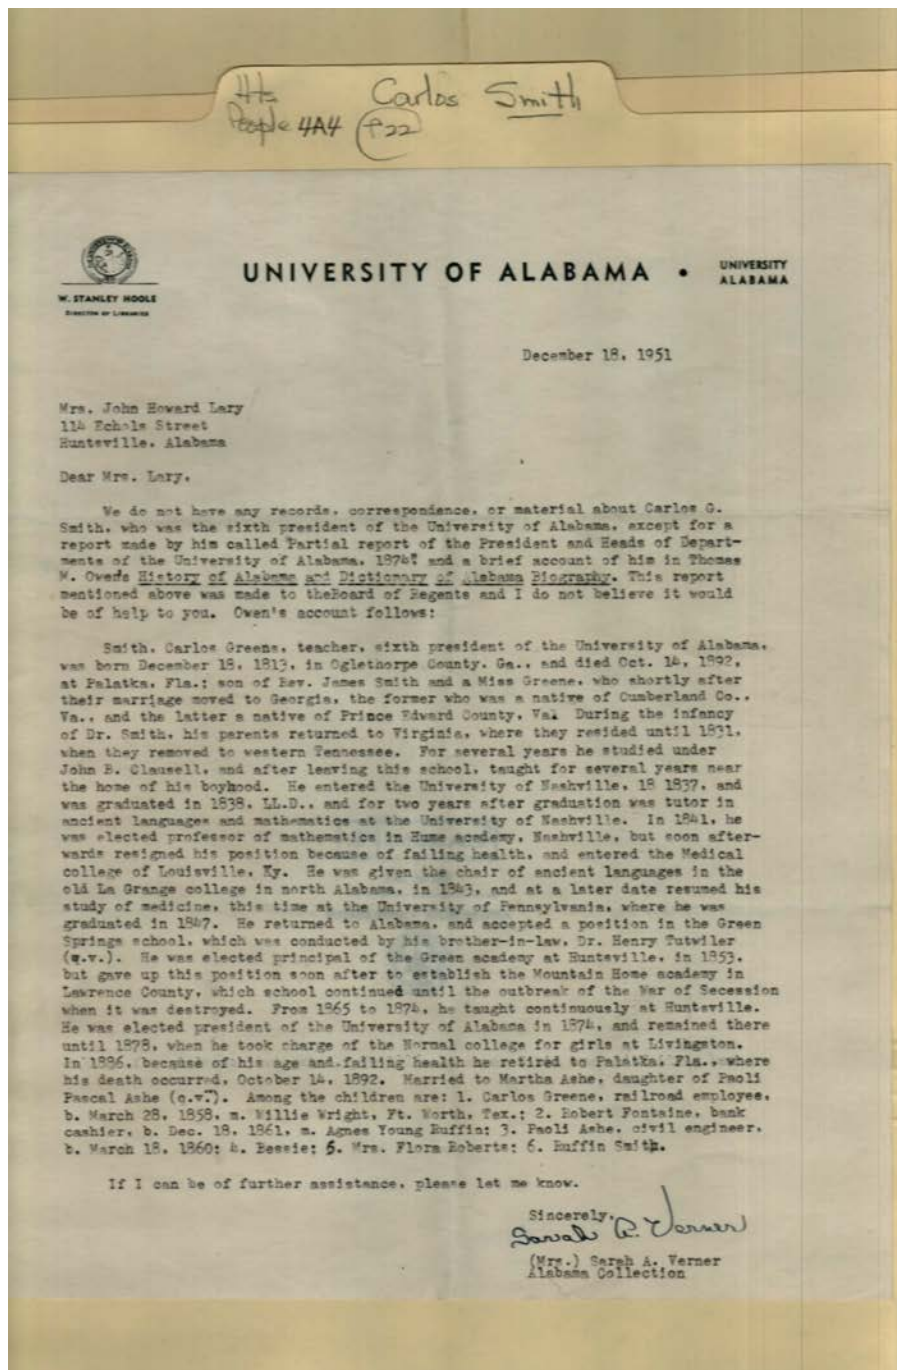 Hts Carlos Smith
People 4A4 (P22)
UNIVERSITY OF ALABAMA • UNIVERSITY
ALABAMA
W. STANLEY HOOLE
DIRECTOR OF LIBRARIES
December 18, 1951
Mrs. John Howard Lary
114 Echols Street
Huntsville, Alabama
Dear Mrs. Lary,
We do not have any records, correspondence, or material about Carlos G.
Smith, who was the sixth president of the University of Alabama, except for a
report made by him called Partial report of the President and Heads of Depart-
ments of the University of Alabama, 1874" and a brief account of him in Thomas
M. Owen's History of Alabama and Dictionary of Alabama Biography. This report
mentioned above was made to theBoard of Regents and I do not believe it would
be of help to you. Owen's account follows:
Smith, Carlos Greene, teacher, sixth president of the University of Alabama,
was born December 18, 1813, in Oglethorpe County, Ga., and died Oct. 14, 1892,
at Palatka, Fla.; son of Rev. James Smith and a Miss Greene, who shortly after
their marriage moved to Georgia, the former who was a native of Cumberland Co.,
Va., and the latter a native of Prince Edward County, Va. During the infancy
of Dr. Smith, his parents returned to Virginia, where they resided until 1831,
when they removed to western Tennessee. For several years he studied under
John B. Clausell, and after leaving this school, taught for several years near
the home of his boyhood. He entered the University of Nashville, 18 1837, and
was graduated in 1838, LL.D., and for two years after graduation was tutor in
ancient languages and mathematics at the University of Nashville. In 1841, he
was elected professor of mathematics in Hume academy, Nashville, but soon after-
wards resigned his position because of failing health, and entered the Medical
college of Louisville, Ky. He was given the chair of ancient languages in the
old La Grange college in north Alabama, in 1843, and at a later date resumed his
study of medicine, this time at the University of Pennsylvania, where he was
graduated in 1847. He returned to Alabama, and accepted a position in the Green
Springs school, which was conducted by his brother-in-law, Dr. Henry Tutwiler
(q.v.). He was elected principal of the Green academy at Huntsville, in 1853,
but gave up this position soon after to establish the Mountain Home academy in
Lawrence County, which school continued until the outbreak of the War of Secession
when it was destroyed. From 1865 to 1874, he taught continuously at Huntsville.
He was elected president of the University of Alabama in 1874, and remained there
until 1878, when he took charge of the Normal college for girls at Livingston.
In 1886, because of his age and failing health he retired to Palatka, Fla., where
his death occurred, October 14, 1892. Married to Martha Ashe, daughter of Paoli
Pascal Ashe (q.v.). Among the children are: 1. Carlos Greene, railroad employee,
b. March 28, 1858, m. Willie Wright, Ft. Worth, Tex.; 2. Robert Fontaine, bank
cashier, b. Dec. 18, 1861, m. Agnes Young Ruffin; 3. Paoli Ashe, civil engineer,
b. March 18, 1860; 4. Bessie; 5. Mrs. Flora Roberts; 6. Ruffin Smith.
If I can be of further assistance, please let me know.
Sincerely,
Sarah A. Verner
(Mrs.) Sarah A. Verner
Alabama Collection